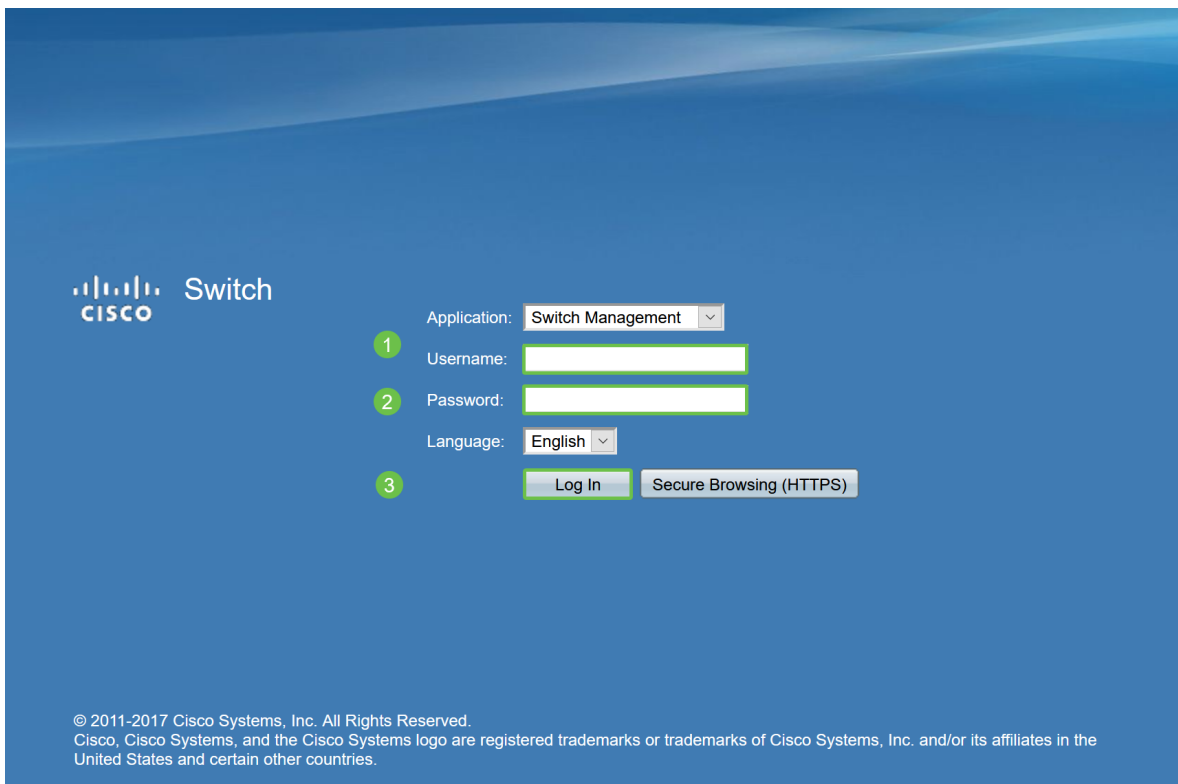 CISCO
Switch
Application: Switch Management
1
Username:
2 Password:
Language: English
3 Log In Secure Browsing (HTTPS)
© 2011-2017 Cisco Systems, Inc. All Rights Reserved.
Cisco, Cisco Systems, and the Cisco Systems logo are registered trademarks or trademarks of Cisco Systems, Inc. and/or its affiliates in the
United States and certain other countries.